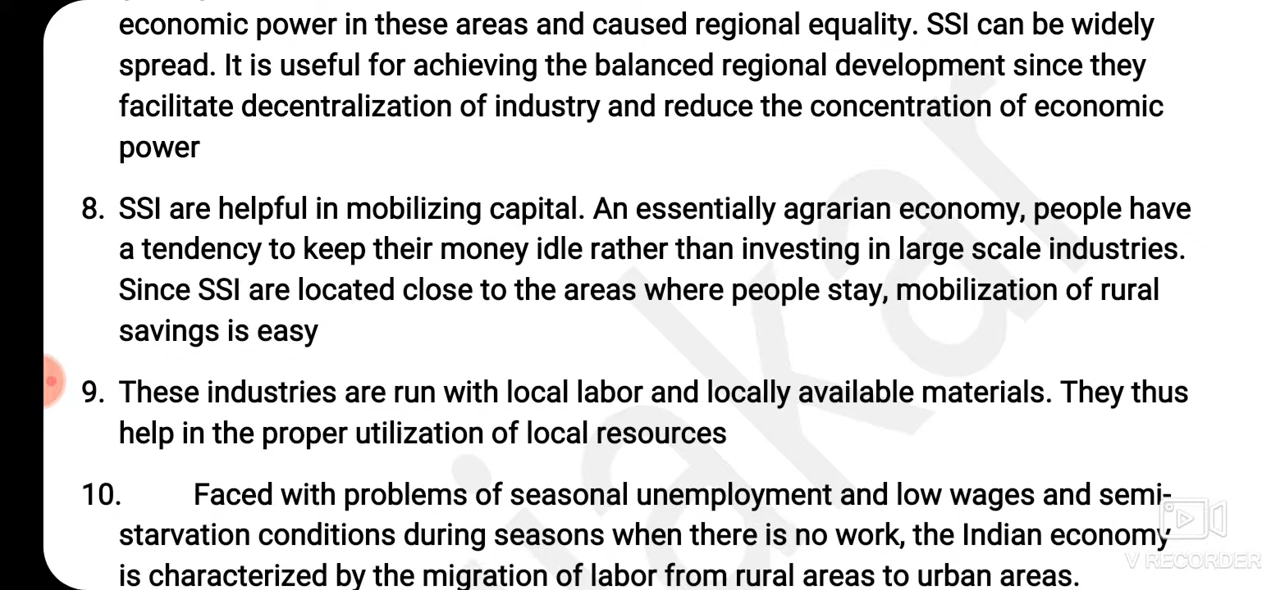 economic power in these areas and caused regional equality. SSI can be widely
spread. It is useful for achieving the balanced regional development since they
facilitate decentralization of industry and reduce the concentration of economic
power
8. SSI are helpful in mobilizing capital. An essentially agrarian economy, people have
a tendency to keep their money idle rather than investing in large scale industries.
Since SSI are located close to the areas where people stay, mobilization of rural
savings is easy
9. These industries are run with local labor and locally available materials. They thus
help in the proper utilization of local resources
10. Faced with problems of seasonal unemployment and low wages and semi-
starvation conditions during seasons when there is no work, the Indian economy
is characterized by the migration of labor from rural areas to urban areas.
V RECORDER